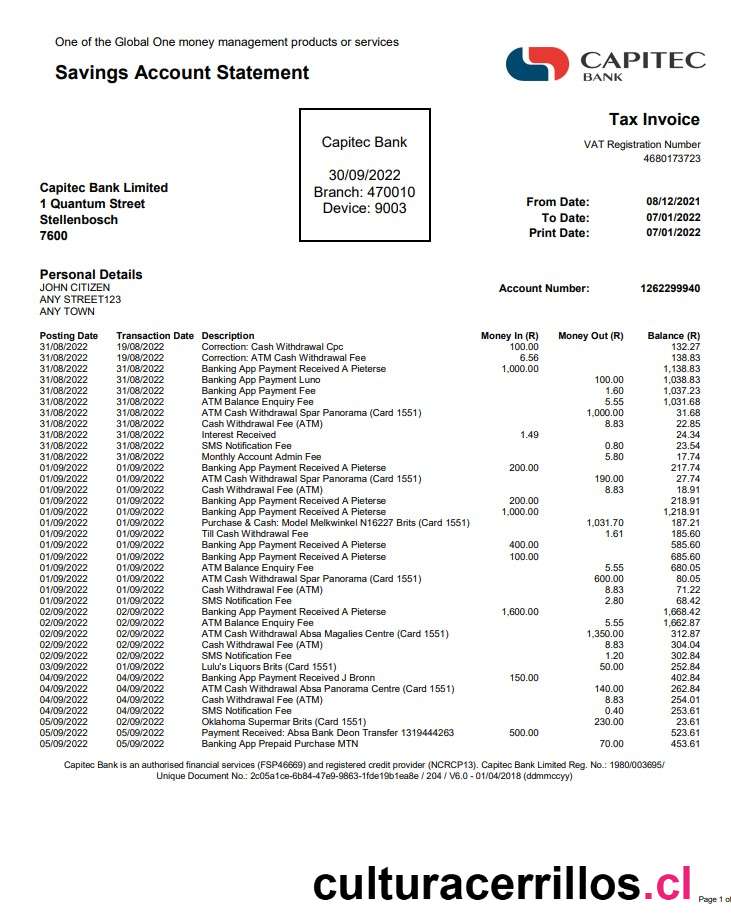 One of the Global One money management products or services
Savings Account Statement
CAPITEC
BANK
Capitec Bank
30/09/2022
Branch: 470010
Device: 9003
Tax Invoice
VAT Registration Number
4680173723
Capitec Bank Limited
1 Quantum Street
Stellenbosch
7600
From Date: 08/12/2021
To Date: 07/01/2022
Print Date: 07/01/2022
Personal Details
JOHN CITIZEN
ANY STREET123
ANY TOWN
Account Number: 1262299940
Posting Date Transaction Date Description Money In (R) Money Out (R) Balance (R)
31/08/2022 19/08/2022 Correction: Cash Withdrawal Cpc 100.00 132.27
31/08/2022 19/08/2022 Correction: ATM Cash Withdrawal Fee 6.56 138.83
31/08/2022 31/08/2022 Banking App Payment Received A Pieterse 1,000.00 1,138.83
31/08/2022 31/08/2022 Banking App Payment Luno 100.00 1,038.83
31/08/2022 31/08/2022 Banking App Payment Fee 1.60 1,037.23
31/08/2022 31/08/2022 ATM Balance Enquiry Fee 5.55 1,031.68
31/08/2022 31/08/2022 ATM Cash Withdrawal Spar Panorama (Card 1551) 1,000.00 31.68
31/08/2022 31/08/2022 Cash Withdrawal Fee (ATM) 8.83 22.85
31/08/2022 31/08/2022 Interest Received 1.49 24.34
31/08/2022 31/08/2022 SMS Notification Fee 0.80 23.54
31/08/2022 31/08/2022 Monthly Account Admin Fee 5.80 17.74
01/09/2022 01/09/2022 Banking App Payment Received A Pieterse 200.00 217.74
01/09/2022 01/09/2022 ATM Cash Withdrawal Spar Panorama (Card 1551) 190.00 27.74
01/09/2022 01/09/2022 Cash Withdrawal Fee (ATM) 8.83 18.91
01/09/2022 01/09/2022 Banking App Payment Received A Pieterse 200.00 218.91
01/09/2022 01/09/2022 Banking App Payment Received A Pieterse 1,000.00 1,218.91
01/09/2022 01/09/2022 Purchase & Cash: Model Melkwinkel N16227 Brits (Card 1551) 1,031.70 187.21
01/09/2022 01/09/2022 Till Cash Withdrawal Fee 1.61 185.60
01/09/2022 01/09/2022 Banking App Payment Received A Pieterse 400.00 585.60
01/09/2022 01/09/2022 Banking App Payment Received A Pieterse 100.00 685.60
01/09/2022 01/09/2022 ATM Balance Enquiry Fee 5.55 680.05
01/09/2022 01/09/2022 ATM Cash Withdrawal Spar Panorama (Card 1551) 600.00 80.05
01/09/2022 01/09/2022 Cash Withdrawal Fee (ATM) 8.83 71.22
01/09/2022 01/09/2022 SMS Notification Fee 2.80 68.42
02/09/2022 02/09/2022 Banking App Payment Received A Pieterse 1,600.00 1,668.42
02/09/2022 02/09/2022 ATM Balance Enquiry Fee 5.55 1,662.87
02/09/2022 02/09/2022 ATM Cash Withdrawal Absa Magalies Centre (Card 1551) 1,350.00 312.87
02/09/2022 02/09/2022 Cash Withdrawal Fee (ATM) 8.83 304.04
02/09/2022 02/09/2022 SMS Notification Fee 1.20 302.84
03/09/2022 01/09/2022 Lulu's Liquors Brits (Card 1551) 50.00 252.84
04/09/2022 04/09/2022 Banking App Payment Received J Bronn 150.00 402.84
04/09/2022 04/09/2022 ATM Cash Withdrawal Absa Panorama Centre (Card 1551) 140.00 262.84
04/09/2022 04/09/2022 Cash Withdrawal Fee (ATM) 8.83 254.01
04/09/2022 04/09/2022 SMS Notification Fee 0.40 253.61
05/09/2022 02/09/2022 Oklahoma Supermar Brits (Card 1551) 230.00 23.61
05/09/2022 05/09/2022 Payment Received: Absa Bank Deon Transfer 1319444263 500.00 523.61
05/09/2022 05/09/2022 Banking App Prepaid Purchase MTN 70.00 453.61
Capitec Bank is an authorised financial services (FSP46669) and registered credit provider (NCRCP13). Capitec Bank Limited Reg. No.: 1980/003695/
Unique Document No.: 2c05a1ce-6b84-47e9-9863-1fde19b1ea8e / 204 / V6.0 - 01/04/2018 (ddmmccyy)
culturacerrillos.cl
Page 1 of